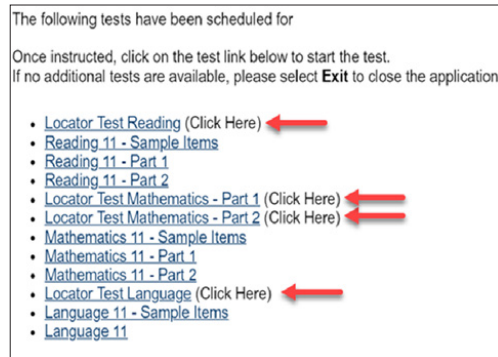 The following tests have been scheduled for
Once instructed, click on the test link below to start the test.
If no additional tests are available, please select Exit to close the application
• Locator Test Reading (Click Here)
• Reading 11 - Sample Items
• Reading 11 - Part 1
• Reading 11 - Part 2
• Locator Test Mathematics - Part 1 (Click Here)
• Locator Test Mathematics - Part 2 (Click Here)
• Mathematics 11 - Sample Items
• Mathematics 11 - Part 1
• Mathematics 11 - Part 2
• Locator Test Language (Click Here)
• Language 11 - Sample Items
• Language 11